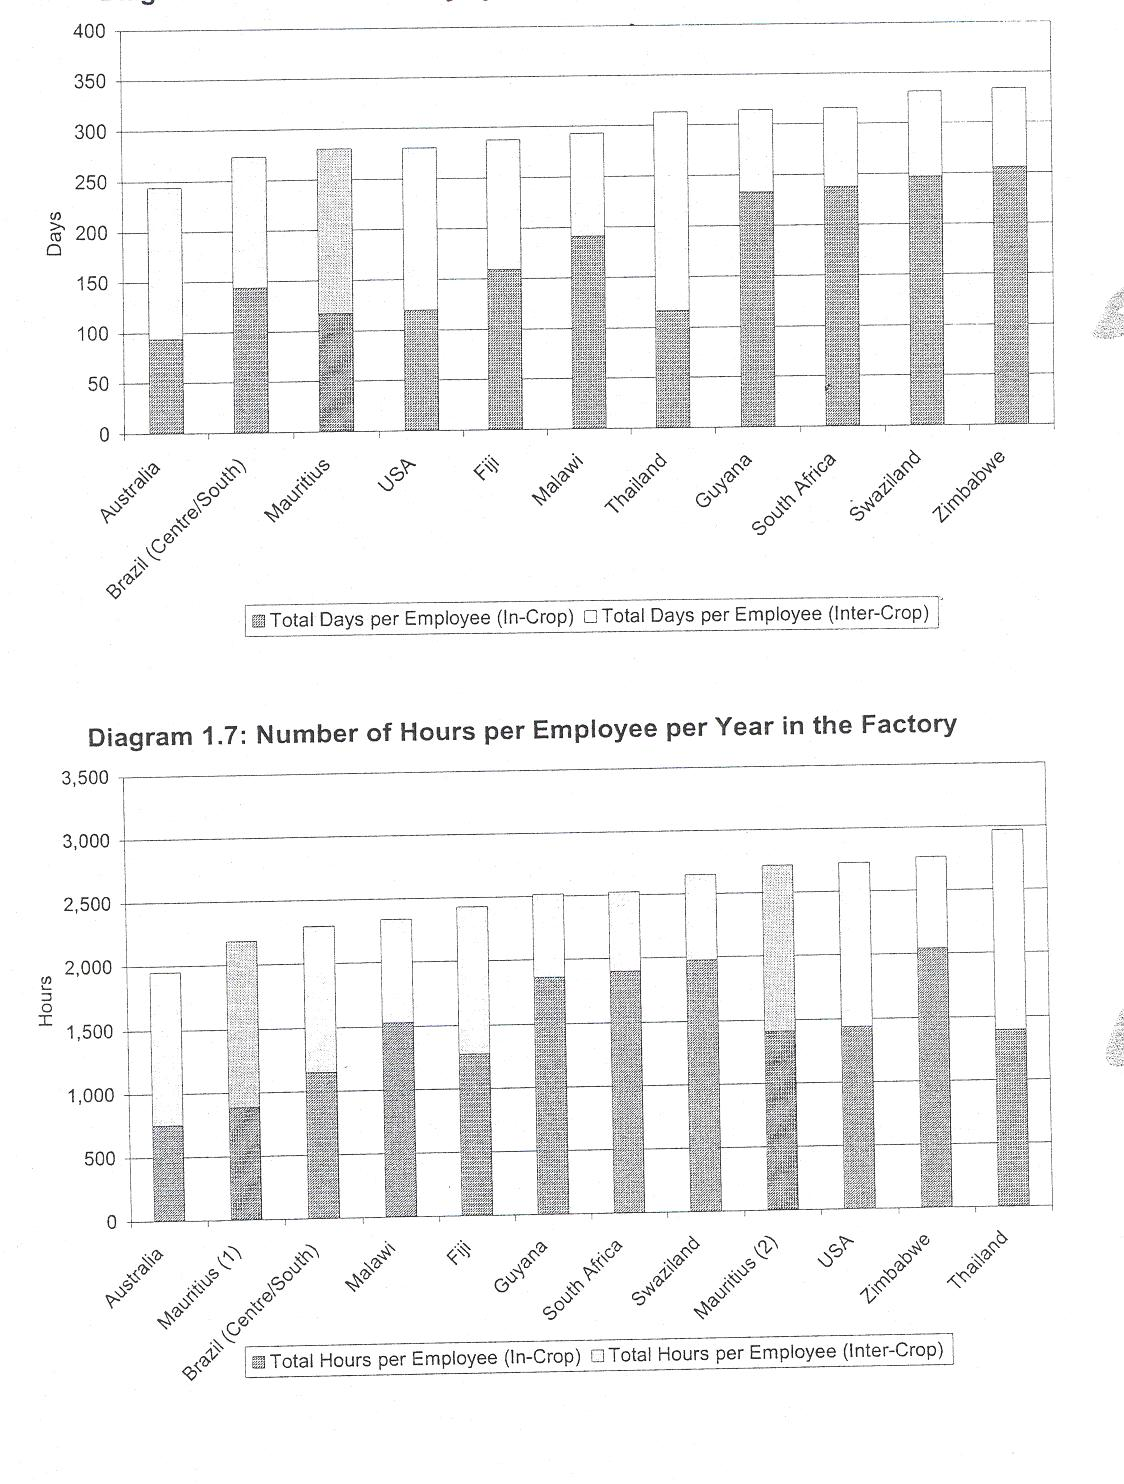 400
350
300
250
200
150
100
50
0
Days
Australia
Brazil (Centre/South)
Mauritius
USA
Fiji
Malawi
Thailand
Guyana
South Africa
Swaziland
Zimbabwe
Total Days per Employee (In-Crop) Total Days per Employee (Inter-Crop)
Diagram 1.7: Number of Hours per Employee per Year in the Factory
3,500
3,000
2,500
2,000
1,500
1,000
500
0
Hours
Australia
Mauritius (1)
Brazil (Centre/South)
Malawi
Fiji
Guyana
South Africa
Swaziland
Mauritius (2)
USA
Zimbabwe
Thailand
Total Hours per Employee (In-Crop) Total Hours per Employee (Inter-Crop)